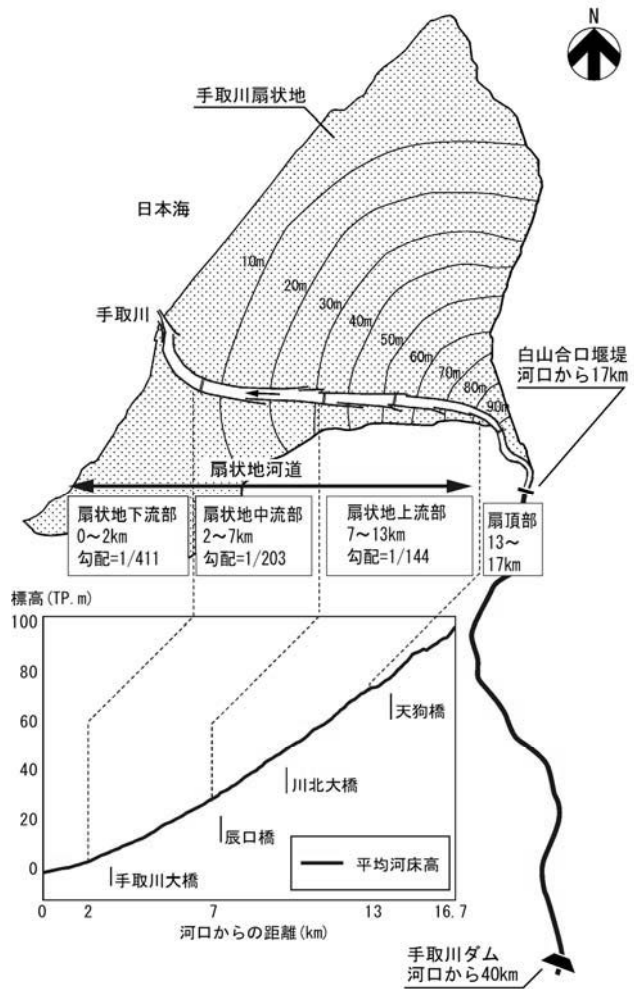 N
手取川扇状地
日本海
10m
20m
30m
40m
50m
60m
70m
80m
90m
手取川
白山合口堰堤
河口から17km
扇状地河道
扇状地下流部
0～2km
勾配=1/411
扇状地中流部
2～7km
勾配=1/203
扇状地上流部
7～13km
勾配=1/144
扇頂部
13～
17km
標高(TP.m)
100
80
60
40
20
0
天狗橋
川北大橋
辰口橋
手取川大橋
平均河床高
0
2
7
13
16.7
河口からの距離(km)
手取川ダム
河口から40km